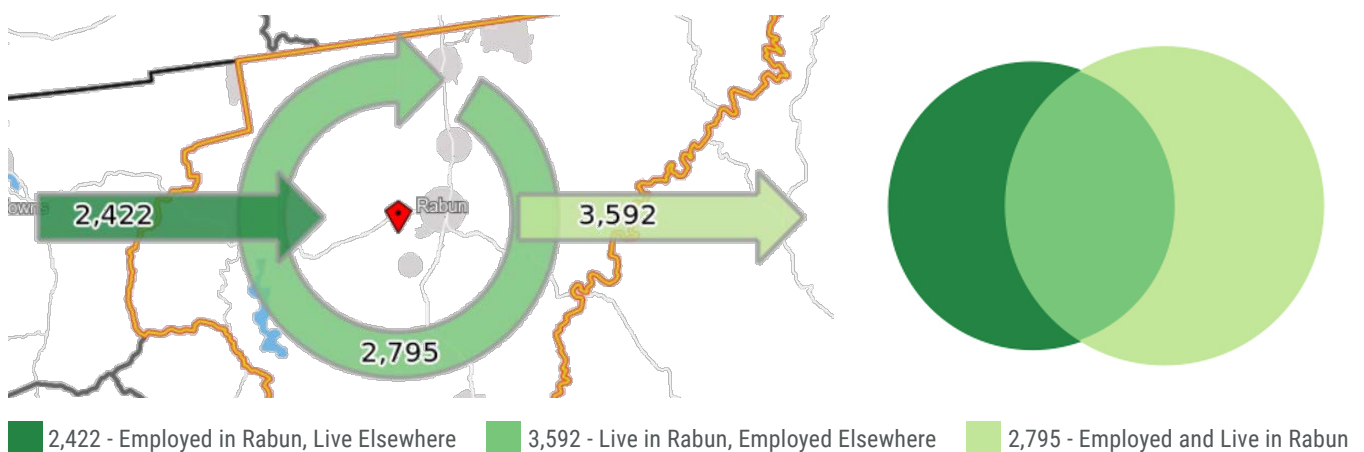 2,422
owns
Rabun
3,592
2,795
2,422 - Employed in Rabun, Live Elsewhere
3,592 - Live in Rabun, Employed Elsewhere
2,795 - Employed and Live in Rabun